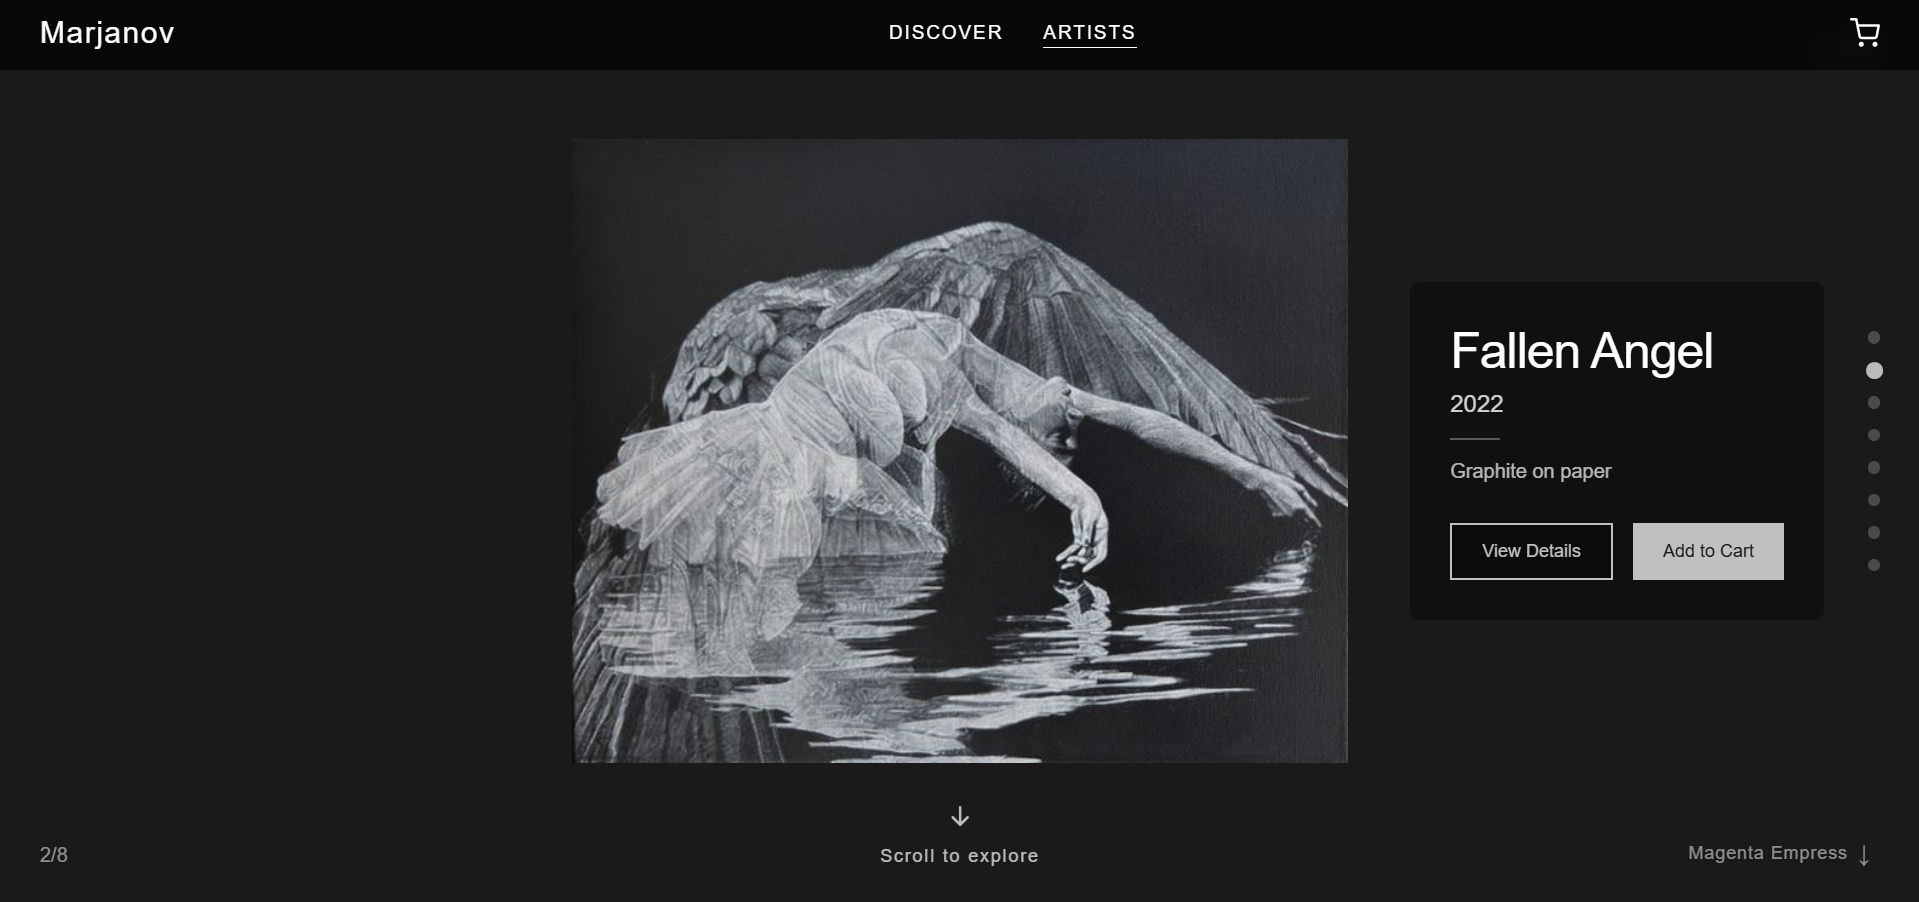 Marjanov
DISCOVER
ARTISTS
Fallen Angel
2022
Graphite on paper
View Details
Add to Cart
Scroll to explore
2/8
Magenta Empress